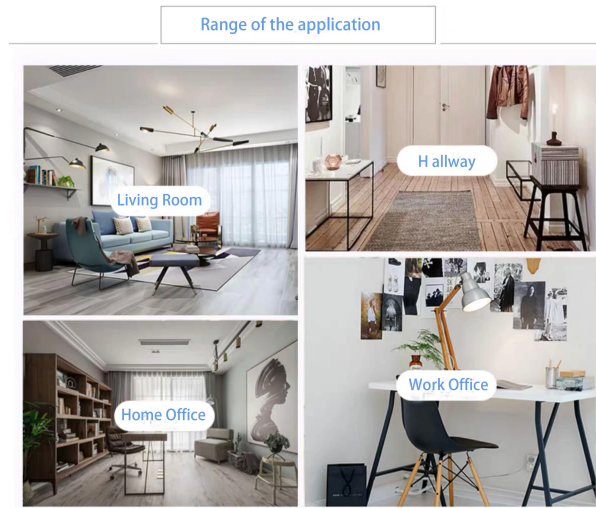 Range of the application
Living Room
H allway
Home Office
Work Office